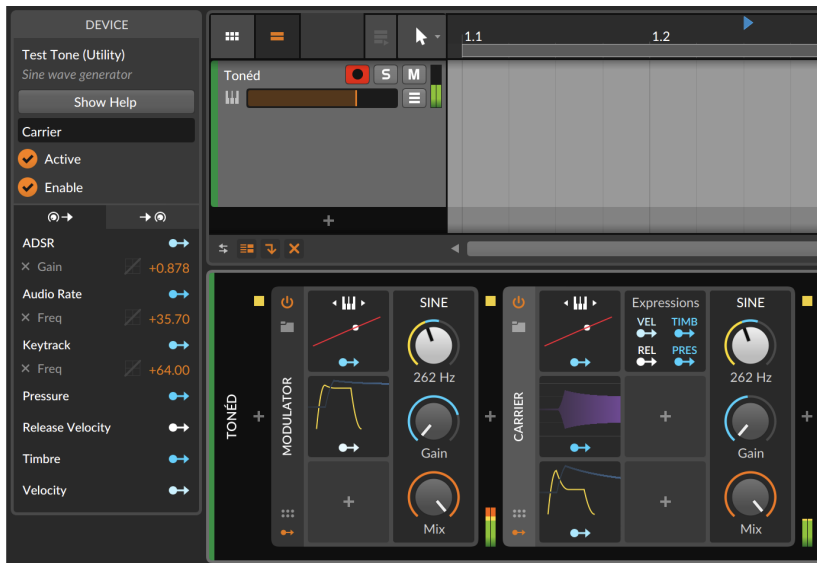 DEVICE
Test Tone (Utility)
Sine wave generator
Show Help
Carrier
Active
Enable
ADSR
Gain
+0.878
Audio Rate
Freq
+35.70
Keytrack
Freq
+64.00
Pressure
Release Velocity
Timbre
Velocity
1.1
1.2
Tonéd
S
M
TONÉD
MODULATOR
SINE
262 Hz
Gain
Mix
CARRIER
Expressions
VEL
TIMB
REL
PRES
SINE
262 Hz
Gain
Mix